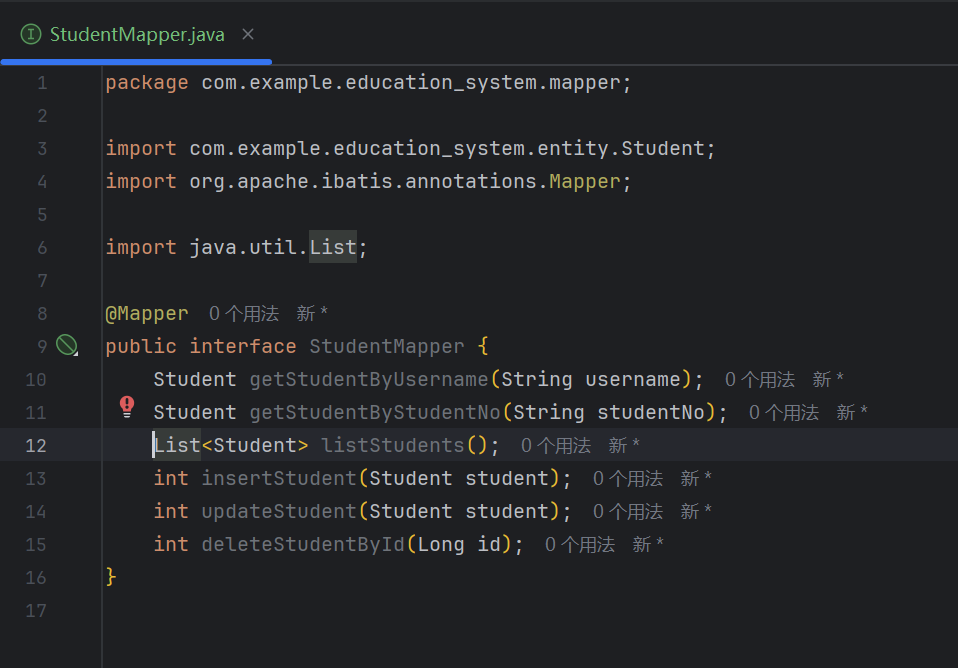 StudentMapper.java
1 package com.example.education_system.mapper;
2
3 import com.example.education_system.entity.Student;
4 import org.apache.ibatis.annotations.Mapper;
5
6 import java.util.List;
7
8 @Mapper 0 个用法 新 *
9 public interface StudentMapper {
10 Student getStudentByUsername(String username); 0 个用法 新 *
11 Student getStudentByStudentNo(String studentNo); 0 个用法 新 *
12 List<Student> listStudents(); 0 个用法 新 *
13 int insertStudent(Student student); 0 个用法 新 *
14 int updateStudent(Student student); 0 个用法 新 *
15 int deleteStudentById(Long id); 0 个用法 新 *
16 }
17